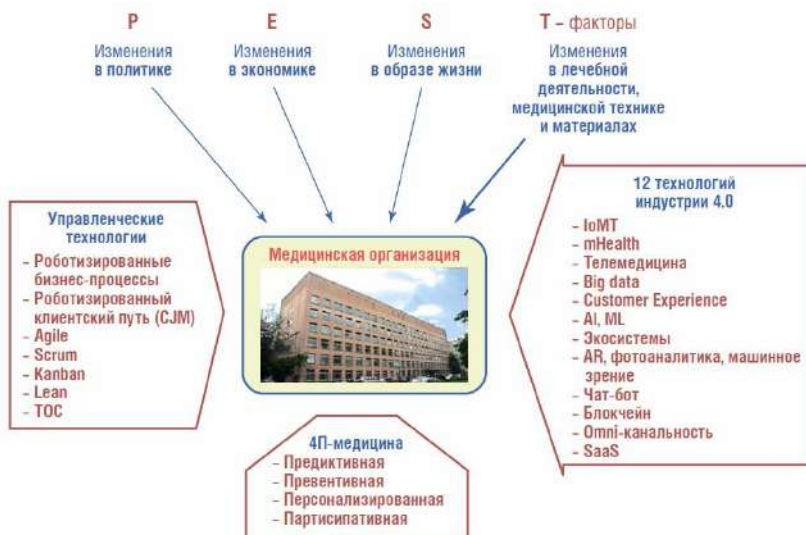 P E S T – факторы
Изменения
в политике
Изменения
в экономике
Изменения
в образе жизни
Изменения
в лечебной
деятельности,
медицинской технике
и материалах
Управленческие
технологии
– Роботизированные
бизнес-процессы
– Роботизированный
клиентский путь (CJM)
– Agile
– Scrum
– Kanban
– Lean
– TOC
Медицинская организация
12 технологий
индустрии 4.0
– IoMT
– mHealth
– Телемедицина
– Big data
– Customer Experience
– AI, ML
– Экосистемы
– AR, фотоаналитика, машинное
зрение
– Чат-бот
– Блокчейн
– Omni-канальность
– SaaS
4П-медицина
– Предиктивная
– Превентивная
– Персонализированная
– Партисипативная